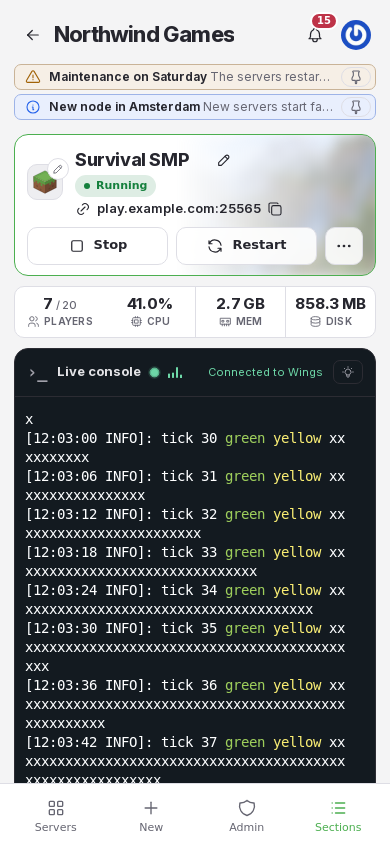 Northwind Games
15
Maintenance on Saturday The servers restar...
New node in Amsterdam New servers start fa...
Survival SMP
Running
play.example.com:25565
Stop
Restart
7 / 20
PLAYERS
41.0%
CPU
2.7 GB
MEM
858.3 MB
DISK
Live console
Connected to Wings
x
[12:03:00 INFO]: tick 30 green yellow xx
xxxxxxxx
[12:03:06 INFO]: tick 31 green yellow xx
xxxxxxxxxxxxxxx
[12:03:12 INFO]: tick 32 green yellow xx
xxxxxxxxxxxxxxxxxxxxxx
[12:03:18 INFO]: tick 33 green yellow xx
xxxxxxxxxxxxxxxxxxxxxxxxxxxxx
[12:03:24 INFO]: tick 34 green yellow xx
xxxxxxxxxxxxxxxxxxxxxxxxxxxxxxxxxxxx
[12:03:30 INFO]: tick 35 green yellow xx
xxxxxxxxxxxxxxxxxxxxxxxxxxxxxxxxxxxxxxxx
xxx
[12:03:36 INFO]: tick 36 green yellow xx
xxxxxxxxxxxxxxxxxxxxxxxxxxxxxxxxxxxxxxxx
xxxxxxxxxx
[12:03:42 INFO]: tick 37 green yellow xx
xxxxxxxxxxxxxxxxxxxxxxxxxxxxxxxxxxxxxxxx
xxxxxxxxxxxxxxxxx
Servers
New
Admin
Sections